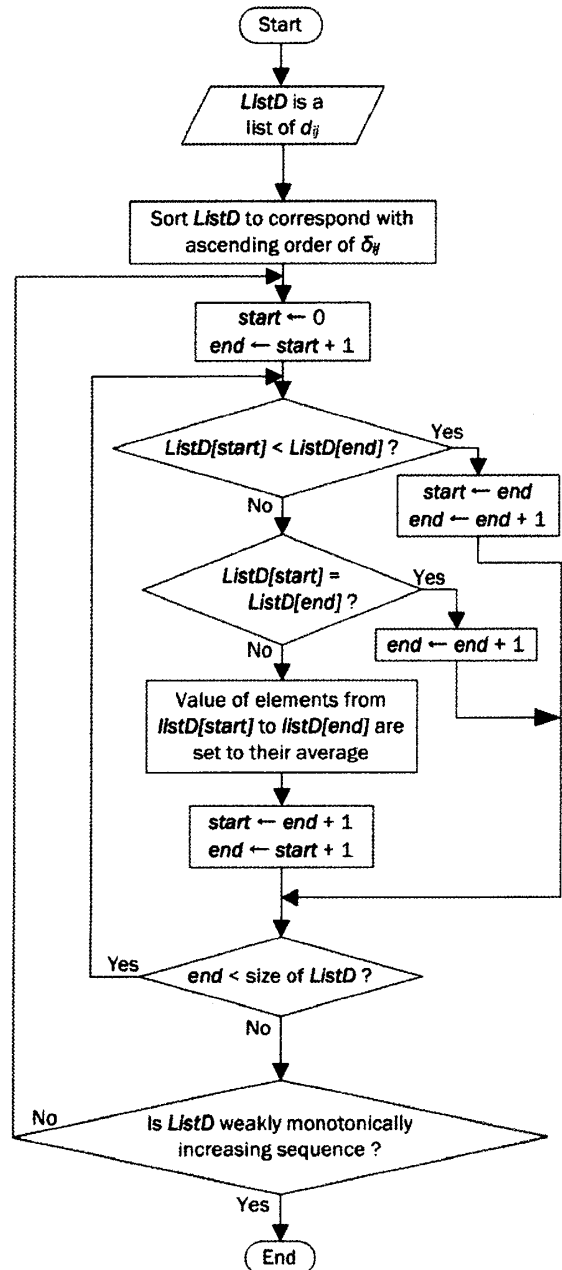 Start
ListD is a
list of dij
Sort ListD to correspond with
ascending order of δij
start ← 0
end ← start + 1
ListD[start] < ListD[end] ?
Yes
start ← end
end ← end + 1
No
ListD[start] =
ListD[end] ?
Yes
end ← end + 1
No
Value of elements from
listD[start] to listD[end] are
set to their average
start ← end + 1
end ← start + 1
Yes
end < size of ListD ?
No
No
Is ListD weakly monotonically
increasing sequence ?
Yes
End